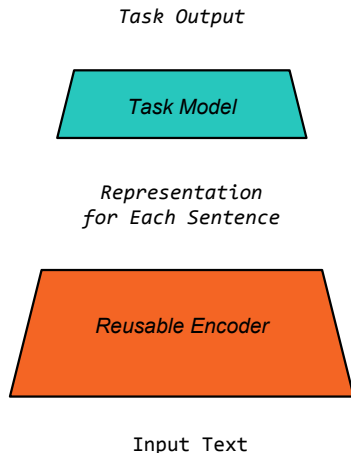 Task Output
Task Model
Representation
for Each Sentence
Reusable Encoder
Input Text